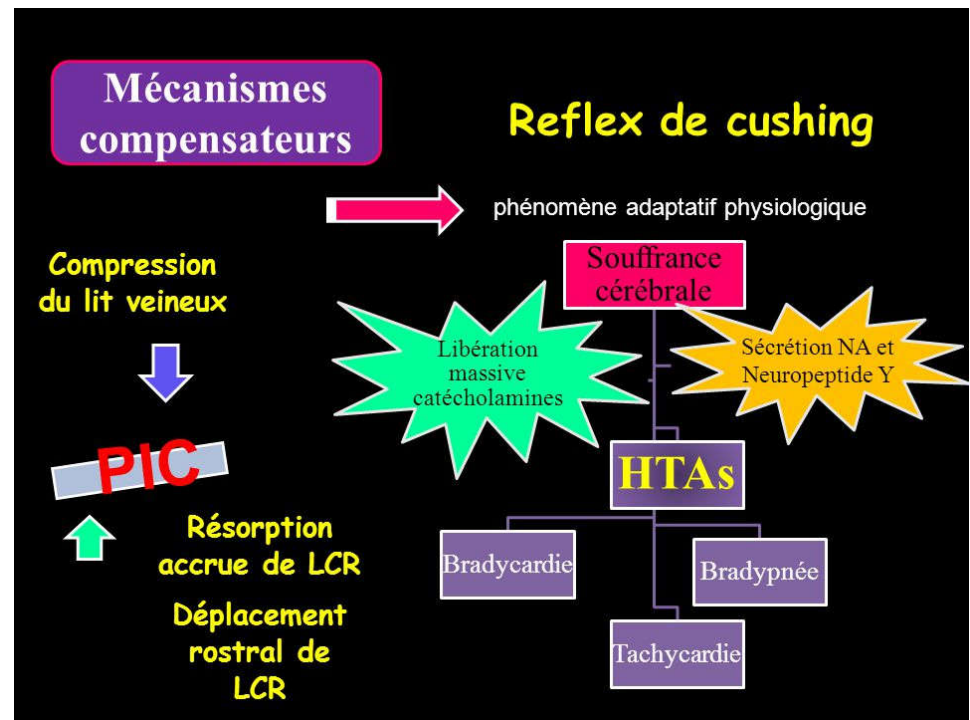 Mécanismes
compensateurs
Reflex de cushing
phénomène adaptatif physiologique
Compression
du lit veineux
PIC
Résorption
accrue de LCR
Déplacement
rostral de
LCR
Souffrance
cérébrale
Libération
massive
catécholamines
Sécrétion NA et
Neuropeptide Y
HTAs
Bradycardie
Bradypnée
Tachycardie